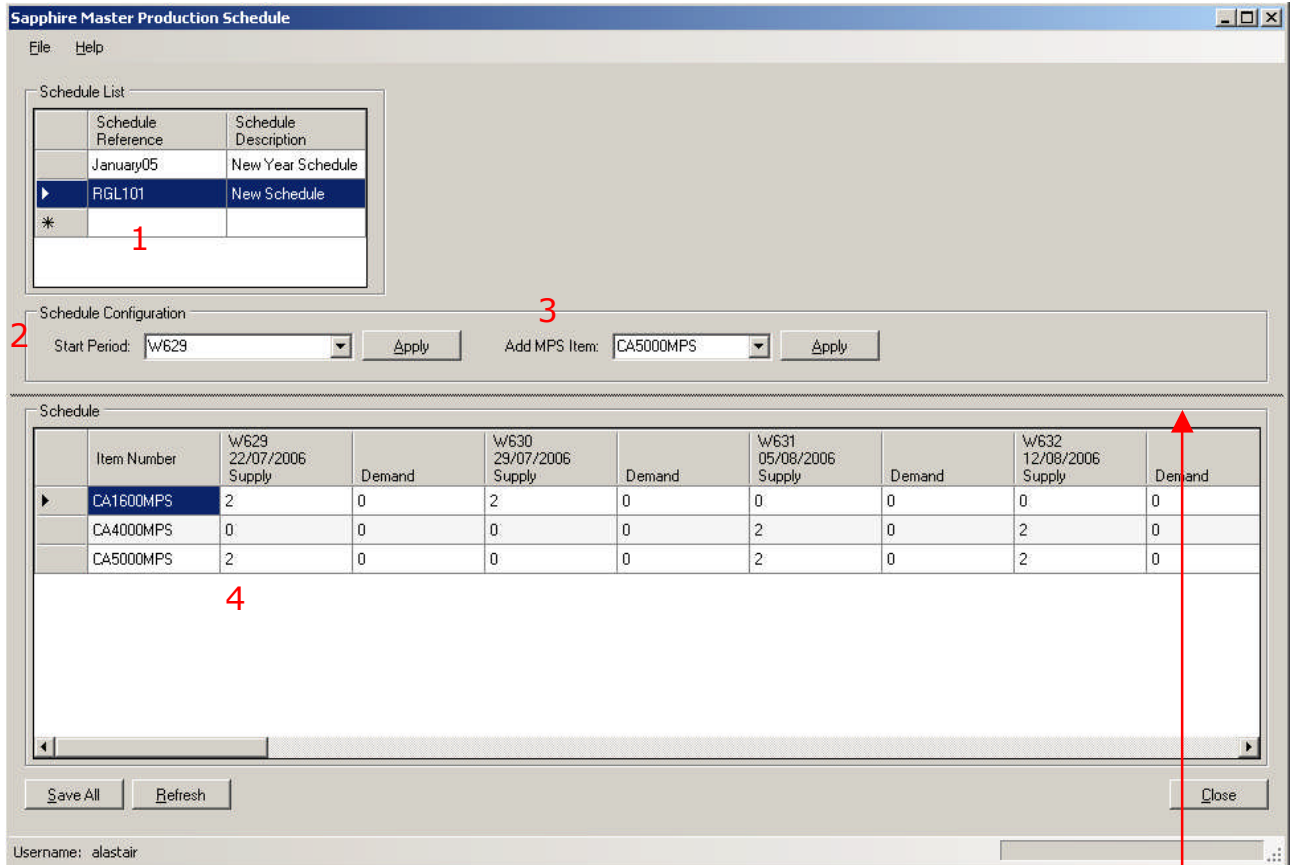 Sapphire Master Production Schedule
File Help
Schedule List
Schedule Reference Schedule Description
January05 New Year Schedule
RGL101 New Schedule
*
1
3
Schedule Configuration
2
Start Period: W629 Apply Add MPS Item: CA5000MPS Apply
Schedule
W629 W630 W631 W632
Item Number 22/07/2006 29/07/2006 05/08/2006 12/08/2006
Supply Demand Supply Demand Supply Demand Supply Demand
CA1600MPS 2 0 2 0 0 0 0 0
CA4000MPS 0 0 0 0 2 0 2 0
CA5000MPS 2 0 0 0 2 0 2 0
4
Save All Refresh Close
Username: alastair